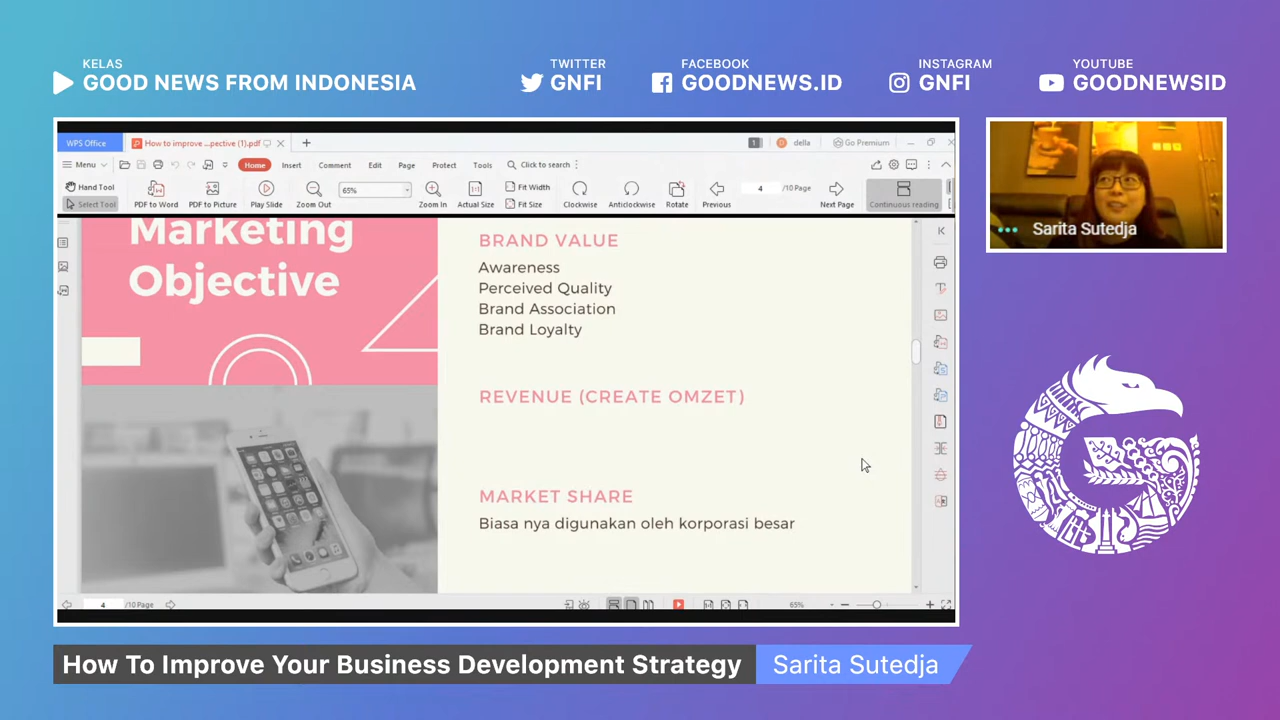 KELAS
GOOD NEWS FROM INDONESIA
TWITTER
GNFI
FACEBOOK
GOODNEWS.ID
INSTAGRAM
GNFI
YOUTUBE
GOODNEWSID
WPS Office
How to improve ...pective (1).pdf
1
della
Go Premium
Menu
Home
Insert
Comment
Edit
Page
Protect
Tools
Click to search
Hand Tool
Select Tool
PDF to Word
PDF to Picture
Play Slide
Zoom Out
65%
Zoom In
Actual Size
Fit Width
Fit Size
Clockwise
Anticlockwise
Rotate
Previous
4
/10 Page
Next Page
Continuous reading
Marketing
Objective
BRAND VALUE
Awareness
Perceived Quality
Brand Association
Brand Loyalty
REVENUE (CREATE OMZET)
MARKET SHARE
Biasa nya digunakan oleh korporasi besar
4
/10 Page
65%
Sarita Sutedja
How To Improve Your Business Development Strategy
Sarita Sutedja